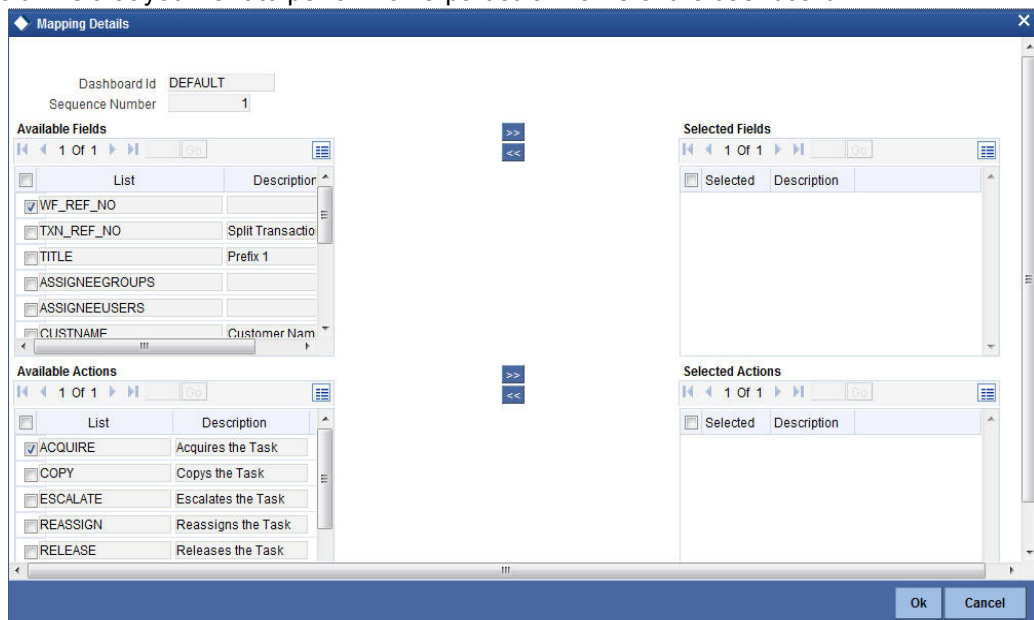 Mapping Details
Dashboard Id DEFAULT
Sequence Number 1
Available Fields
1 Of 1 Go
List Description
WF_REF_NO
TXN_REF_NO Split Transactio
TITLE Prefix 1
ASSIGNEEGROUPS
ASSIGNEEUSERS
CUSTNAME Customer Nam
>>
<<
Selected Fields
1 Of 1 Go
Selected Description
Available Actions
1 Of 1 Go
List Description
ACQUIRE Acquires the Task
COPY Copys the Task
ESCALATE Escalates the Task
REASSIGN Reassigns the Task
RELEASE Releases the Task
>>
<<
Selected Actions
1 Of 1 Go
Selected Description
Ok Cancel